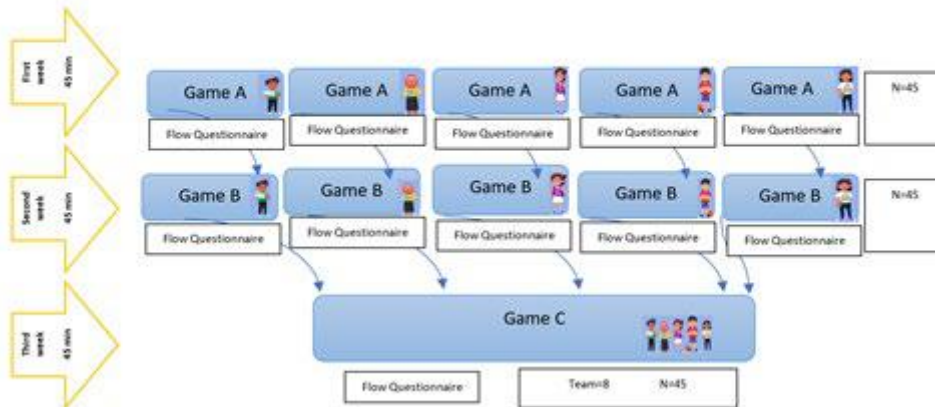 First
week
45 min
Game A
Game A
Game A
Game A
Game A
N=45
Flow Questionnaire
Flow Questionnaire
Flow Questionnaire
Flow Questionnaire
Flow Questionnaire
Second
week
45 min
Game B
Game B
Game B
Game B
Game B
N=45
Flow Questionnaire
Flow Questionnaire
Flow Questionnaire
Flow Questionnaire
Flow Questionnaire
Third
week
45 min
Game C
Flow Questionnaire
Team=8 N=45